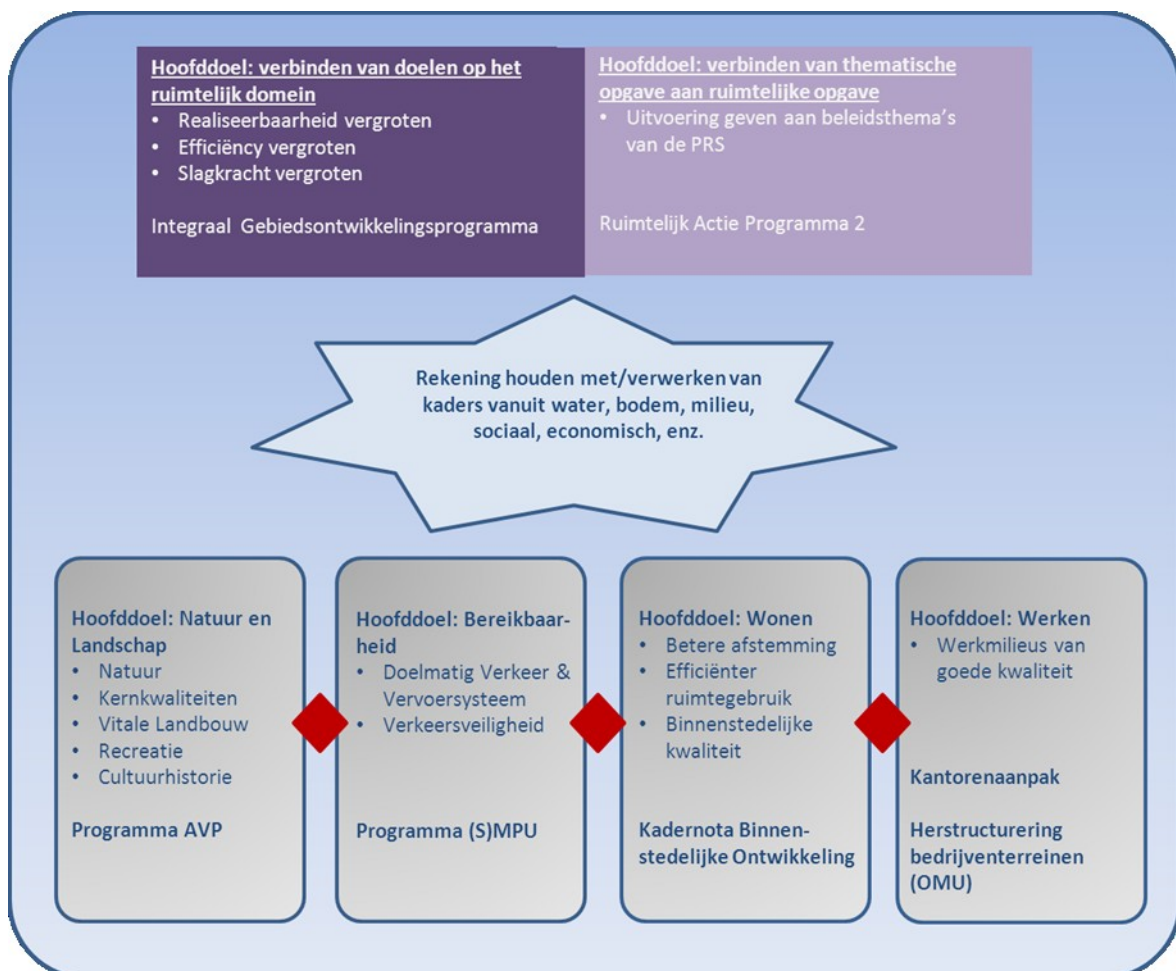 Hoofddoel: verbinden van doelen op het
ruimtelijk domein
• Realiseerbaarheid vergroten
• Efficiëncy vergroten
• Slagkracht vergroten
Integraal Gebiedsontwikkelingsprogramma
Hoofddoel: verbinden van thematische
opgave aan ruimtelijke opgave
• Uitvoering geven aan beleidsthema's
van de PRS
Ruimtelijk Actie Programma 2
Rekening houden met/verwerken van
kaders vanuit water, bodem, milieu,
sociaal, economisch, enz.
Hoofddoel: Natuur en
Landschap
• Natuur
• Kernkwaliteiten
• Vitale Landbouw
• Recreatie
• Cultuurhistorie
Programma AVP
Hoofddoel: Bereikbaar-
heid
• Doelmatig Verkeer &
Vervoersysteem
• Verkeersveiligheid
Programma (S)MPU
Hoofddoel: Wonen
• Betere afstemming
• Efficiënter
ruimtegebruik
• Binnenstedelijke
kwaliteit
Kadernota Binnen-
stedelijke Ontwikkeling
Hoofddoel: Werken
• Werkmilieus van
goede kwaliteit
Kantorenaanpak
Herstructurering
bedrijventerreinen
(OMU)